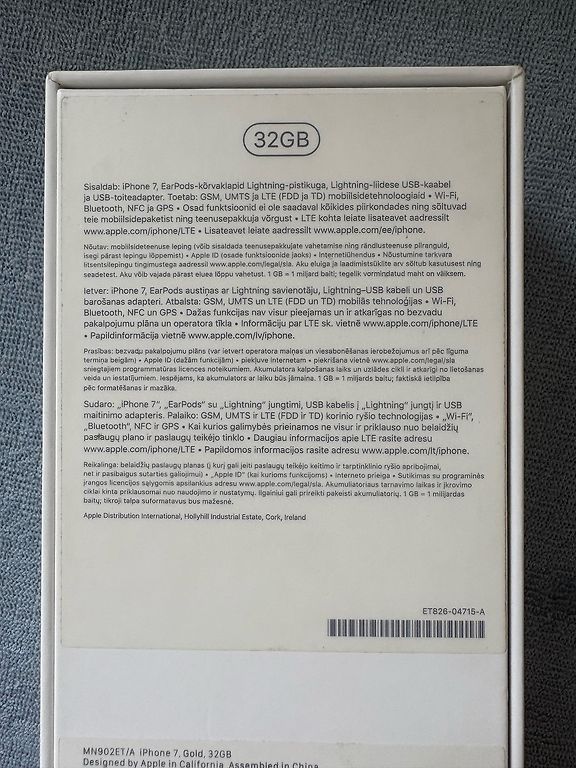 32GB
Sisaldab: iPhone 7, EarPods-kõrvaklapid Lightning-pistikuga, Lightning-liidese USB-kaabel
ja USB-toiteadapter. Toetab: GSM, UMTS ja LTE (FDD ja TD) mobiilsidetehnoloogiaid • Wi-Fi,
Bluetooth, NFC ja GPS • Osad funktsioonid ei ole saadaval kõikides piirkondades ning sõltuvad
teie mobiilsidepaketist ning teenusepakkuja võrgust • LTE kohta leiate lisateavet aadressilt
www.apple.com/iphone/LTE • Lisateavet leiate aadressilt www.apple.com/ee/iphone.
Nõutav: mobiilsideteenuse leping (võib sisaldada teenusepakkujate vahetamise ning rändlusteenuse piiranguid,
isegi pärast lepingu lõppemist) • Apple ID (osade funktsioonide jaoks) • Internetiühendus • Nõustumine tarkvara
litsentsilepingu tingimustega aadressil www.apple.com/legal/sla. Aku eluiga ja laadimistsüklite arv sõltub kasutusest ning
seadetest. Aku võib vajada pärast eluea lõppu vahetust. 1 GB = 1 miljard baiti; tegelik vormindatud maht on väiksem.
Ietver: iPhone 7, EarPods austiņas ar Lightning savienotāju, Lightning–USB kabeli un USB
barošanas adapteri. Atbalsta: GSM, UMTS un LTE (FDD un TD) mobilās tehnoloģijas • Wi-Fi,
Bluetooth, NFC un GPS • Dažas funkcijas nav visur pieejamas un ir atkarīgas no bezvadu
pakalpojumu plāna un operatora tīkla • Informāciju par LTE sk. vietnē www.apple.com/iphone/LTE
• Papildinformācija vietnē www.apple.com/lv/iphone.
Prasības: bezvadu pakalpojumu plāns (var ietvert operatora maiņas un viesabonēšanas ierobežojumus arī pēc līguma
termiņa beigām) • Apple ID (dažām funkcijām) • piekļuve Internetam • piekrišana vietnē www.apple.com/legal/sla
sniegtajiem programmatūras licences noteikumiem. Akumulatora kalpošanas laiks un uzlādes cikli ir atkarīgi no lietošanas
veida un iestatījumiem. Iespējams, ka akumulators ar laiku būs jāmaina. 1 GB = 1 miljards baitu; faktiskā ietilpība
pēc formatēšanas ir mazāka.
Sudaro: „iPhone 7“, „EarPods“ su „Lightning“ jungtimi, USB kabelis į „Lightning“ jungtį ir USB
maitinimo adapteris. Palaiko: GSM, UMTS ir LTE (FDD ir TD) korinio ryšio technologijas • „Wi-Fi“,
„Bluetooth“, NFC ir GPS • Kai kurios galimybės prieinamos ne visur ir priklauso nuo belaidžių
paslaugų plano ir paslaugų teikėjo tinklo • Daugiau informacijos apie LTE rasite adresu
www.apple.com/iphone/LTE • Papildomos informacijos rasite adresu www.apple.com/lt/iphone.
Reikalinga: belaidžių paslaugų planas (į kurį gali įeiti paslaugų teikėjo keitimo ir tarptinklinio ryšio apribojimai,
net ir pasibaigus sutarties galiojimui) • „Apple ID“ (kai kurioms funkcijoms) • interneto prieiga • Sutikimas su programinės
įrangos licencijos sąlygomis apsilankius adresu www.apple.com/legal/sla. Akumuliatoriaus tarnavimo laikas ir įkrovimo
ciklai kinta priklausomai nuo naudojimo ir nustatymų. Ilgainiui gali prireikti pakeisti akumuliatorių. 1 GB = 1 milijardas
baitų; tikroji talpa suformatavus bus mažesnė.
Apple Distribution International, Hollyhill Industrial Estate, Cork, Ireland
ET826-04715-A
MN902ET/A iPhone 7, Gold, 32GB
Designed by Apple in California Assembled in China